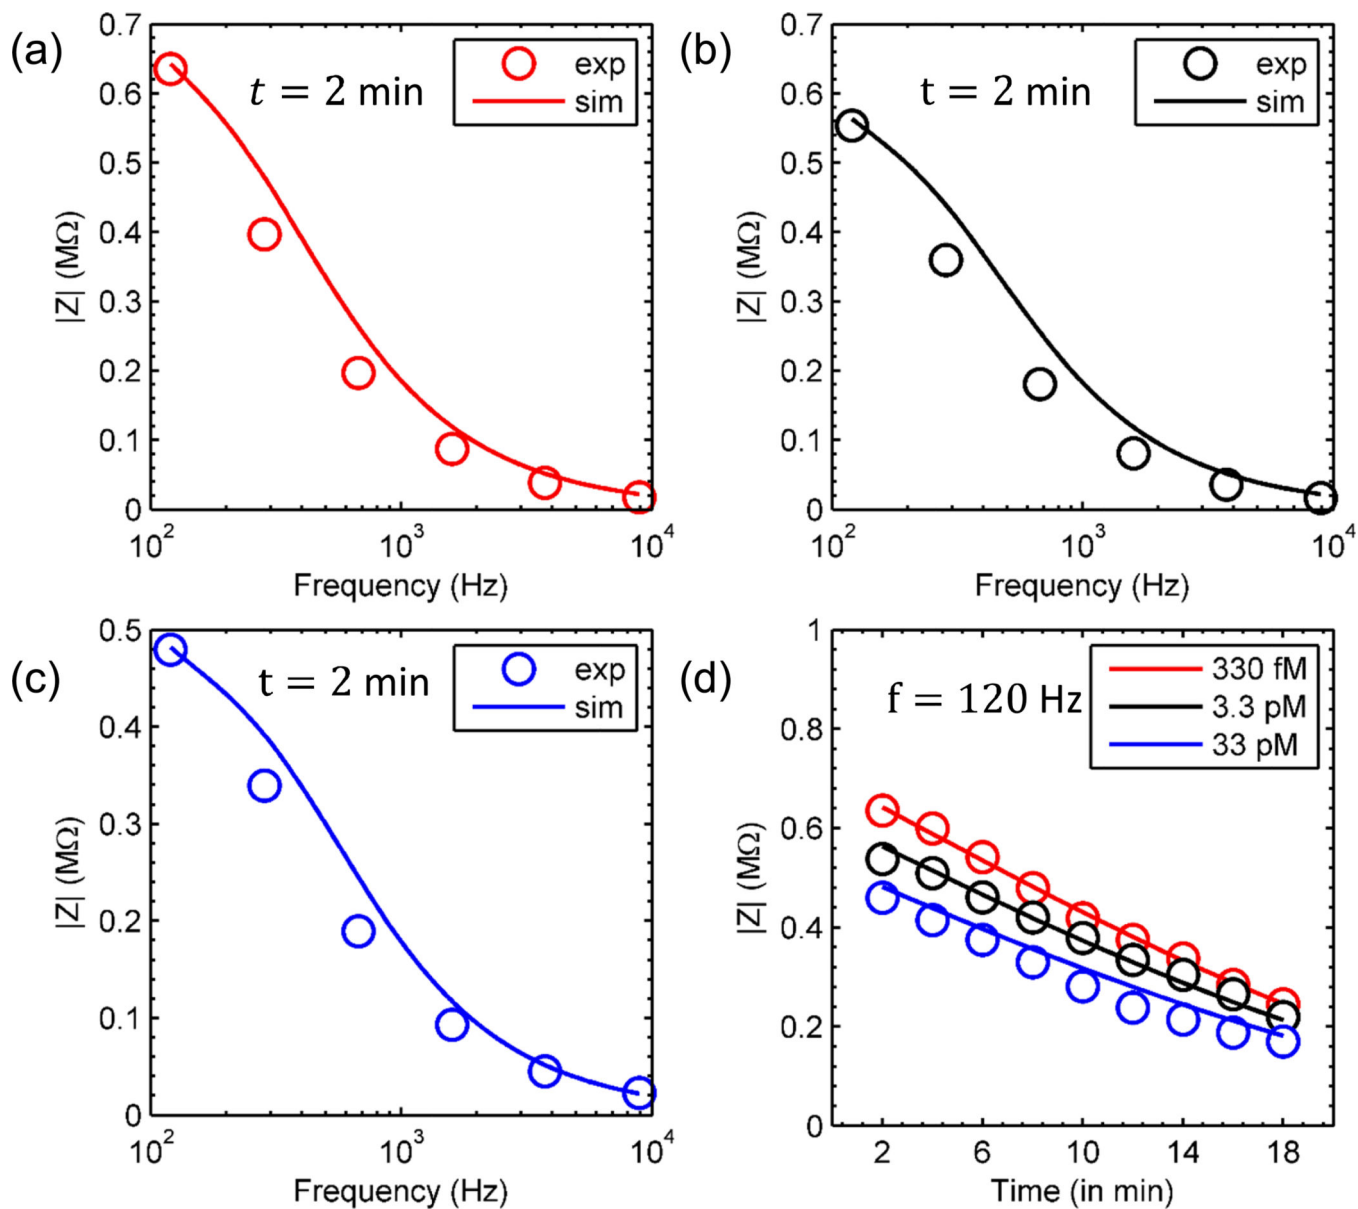 (a)
0.7
0.6
0.5
0.4
0.3
0.2
0.1
0
|Z| (MΩ)
t = 2 min
exp
sim
10² 10³ 10⁴
Frequency (Hz)
(b)
0.7
0.6
0.5
0.4
0.3
0.2
0.1
0
|Z| (MΩ)
t = 2 min
exp
sim
10² 10³ 10⁴
Frequency (Hz)
(c)
0.5
0.4
0.3
0.2
0.1
0
|Z| (MΩ)
t = 2 min
exp
sim
10² 10³ 10⁴
Frequency (Hz)
(d)
1
0.8
0.6
0.4
0.2
0
|Z| (MΩ)
f = 120 Hz
330 fM
3.3 pM
33 pM
2 6 10 14 18
Time (in min)